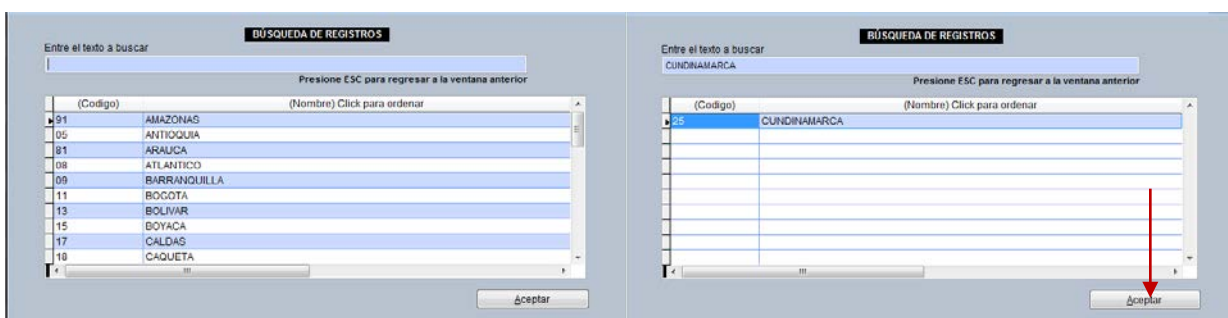 BÚSQUEDA DE REGISTROS
Entre el texto a buscar
Presione ESC para regresar a la ventana anterior
(Codigo) (Nombre) Click para ordenar
91 AMAZONAS
05 ANTIOQUIA
81 ARAUCA
08 ATLANTICO
09 BARRANQUILLA
11 BOGOTA
13 BOLIVAR
15 BOYACA
17 CALDAS
18 CAQUETA
Aceptar
BÚSQUEDA DE REGISTROS
Entre el texto a buscar
CUNDINAMARCA
Presione ESC para regresar a la ventana anterior
(Codigo) (Nombre) Click para ordenar
25 CUNDINAMARCA
Aceptar